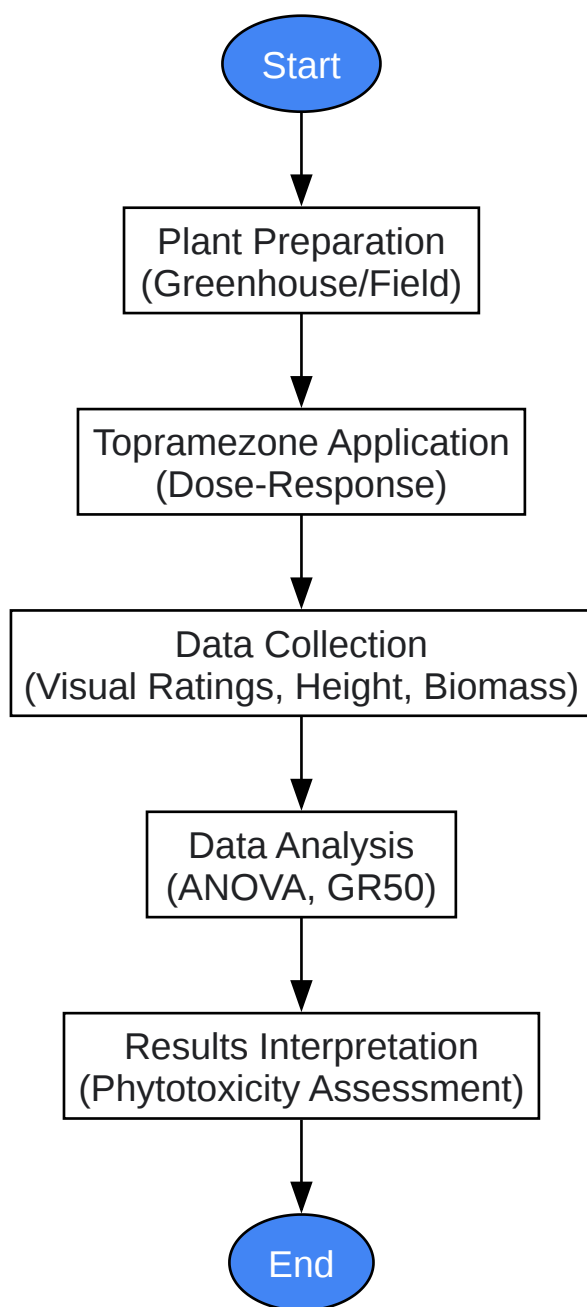 Start
Plant Preparation
(Greenhouse/Field)
Topramezone Application
(Dose-Response)
Data Collection
(Visual Ratings, Height, Biomass)
Data Analysis
(ANOVA, GR50)
Results Interpretation
(Phytotoxicity Assessment)
End